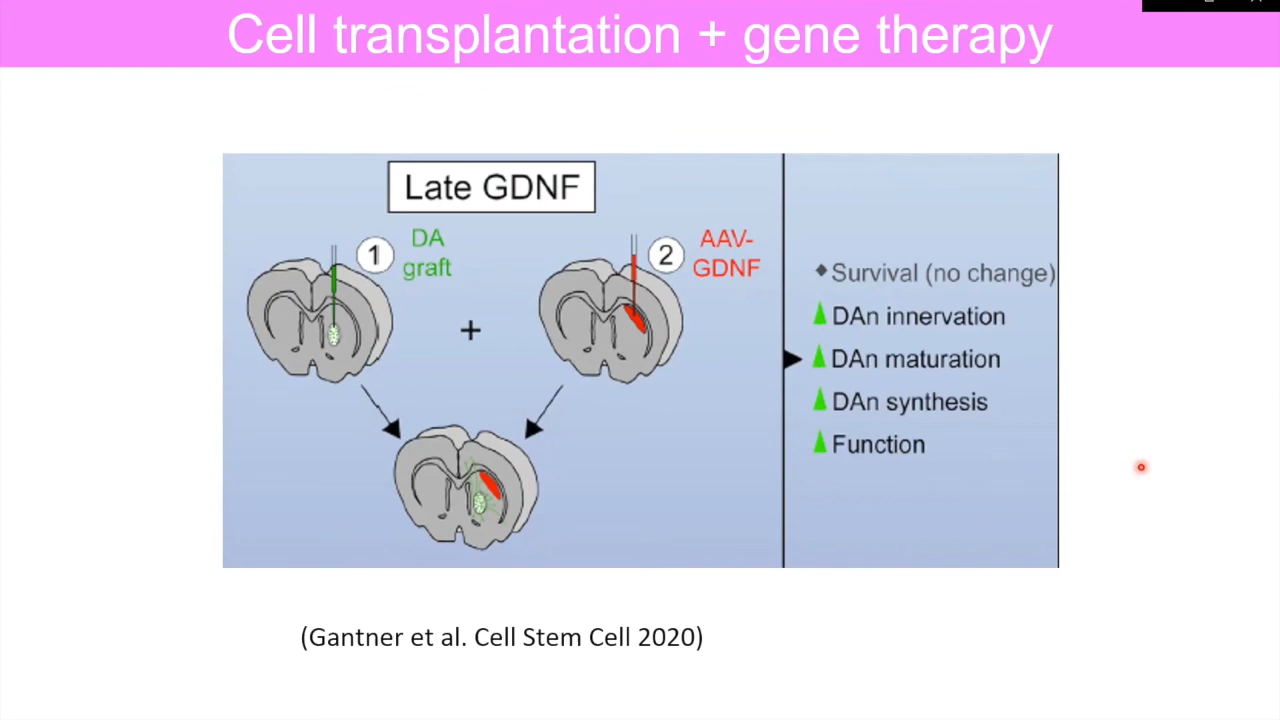 Cell transplantation + gene therapy
Late GDNF
1
DA
graft
2
AAV-
GDNF
+
Survival (no change)
DAn innervation
DAn maturation
DAn synthesis
Function
(Gantner et al. Cell Stem Cell 2020)